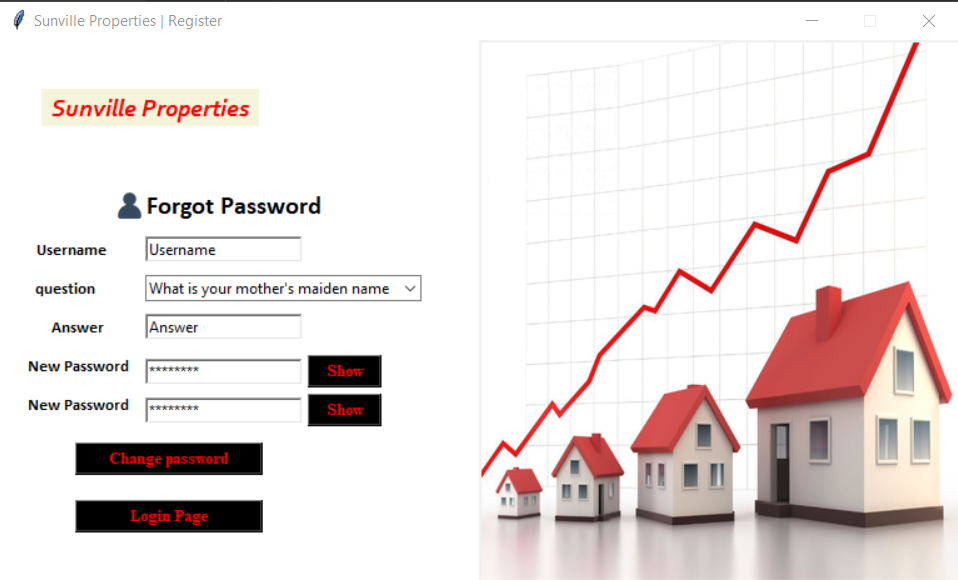 Sunville Properties | Register
Sunville Properties
Forgot Password
Username Username
question What is your mother's maiden name
Answer Answer
New Password ******** Show
New Password ******** Show
Change password
Login Page